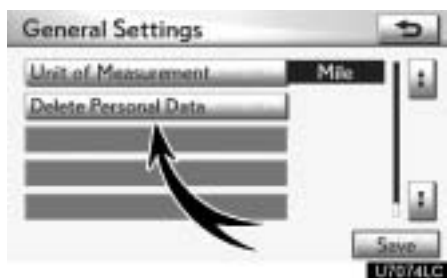 General Settings
Unit of Measurement Mile
Delete Personal Data
Save
U7074LC